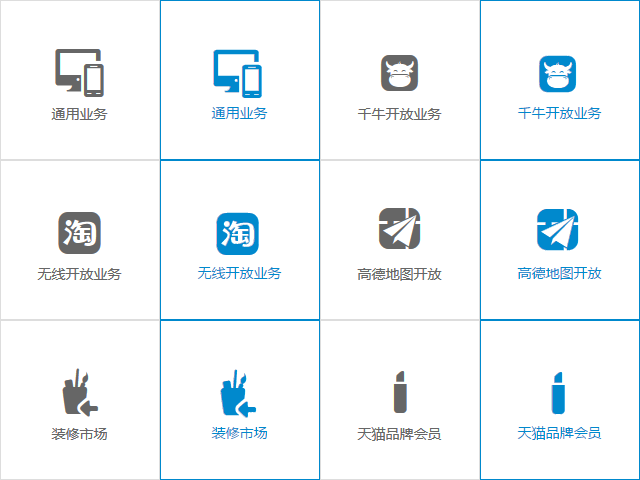 通用业务
通用业务
千牛开放业务
千牛开放业务
淘
淘
无线开放业务
无线开放业务
高德地图开放
高德地图开放
装修市场
装修市场
天猫品牌会员
天猫品牌会员